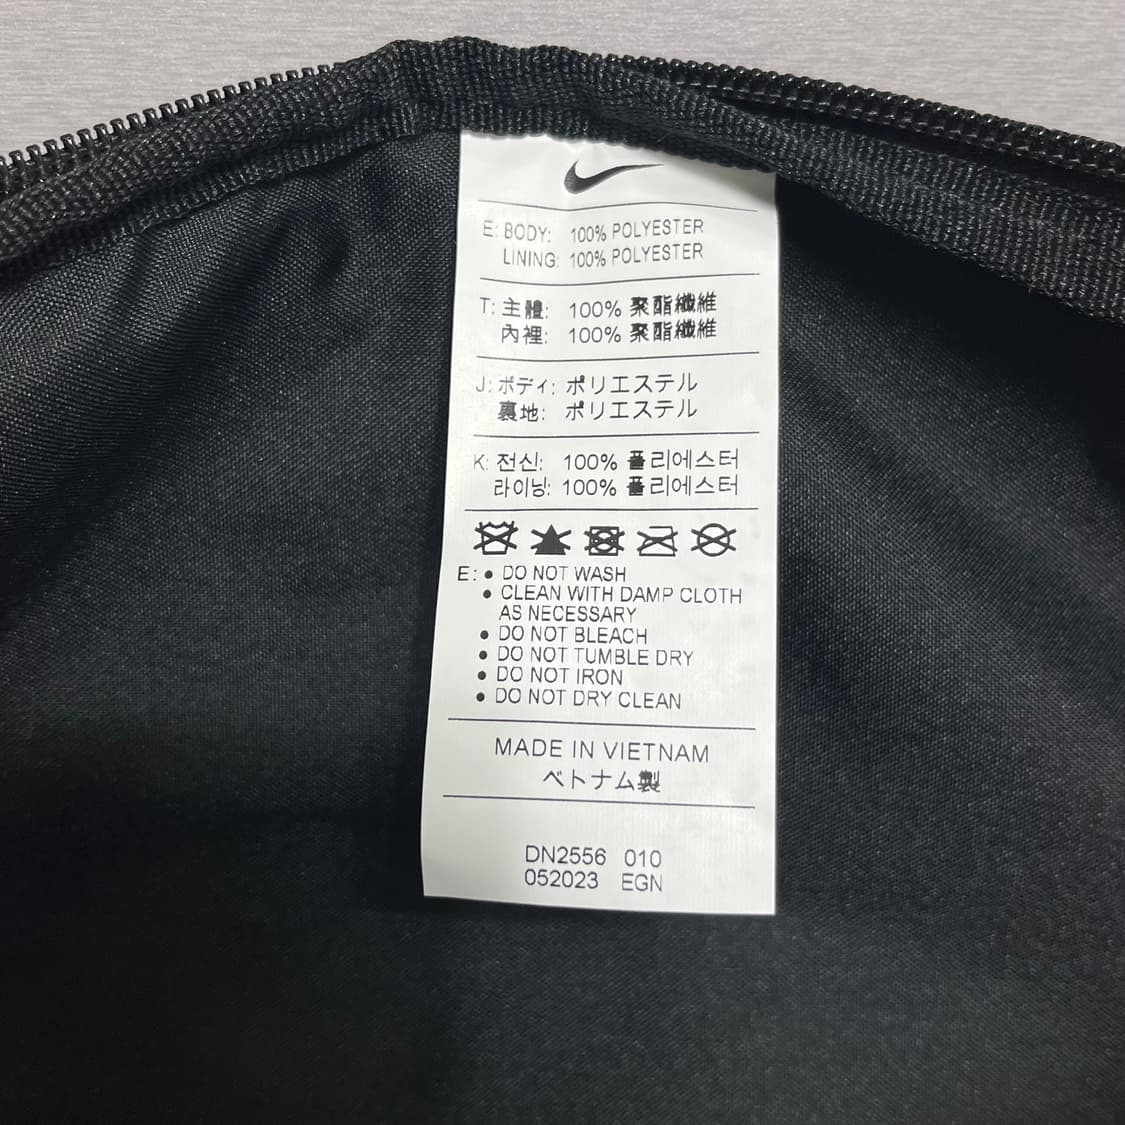 E: BODY: 100% POLYESTER
LINING: 100% POLYESTER
T: 主體: 100% 聚酯纖維
內裡: 100% 聚酯纖維
J: ボディ: ポリエステル
裏地: ポリエステル
K: 전신: 100% 폴리에스터
라이닝: 100% 폴리에스터
E: • DO NOT WASH
• CLEAN WITH DAMP CLOTH
AS NECESSARY
• DO NOT BLEACH
• DO NOT TUMBLE DRY
• DO NOT IRON
• DO NOT DRY CLEAN
MADE IN VIETNAM
ベトナム製
DN2556 010
052023 EGN